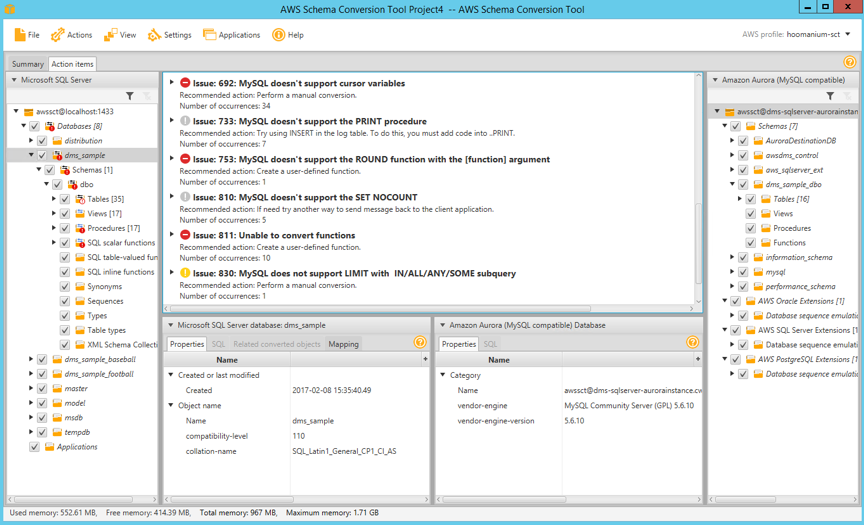 AWS Schema Conversion Tool Project4 -- AWS Schema Conversion Tool
File Actions View Settings Applications Help
AWS profile: hoomanium-sct
Summary Action items
Microsoft SQL Server
awssct@localhost:1433
Databases [8]
distribution
dms_sample
Schemas [1]
dbo
Tables [35]
Views [17]
Procedures [17]
SQL scalar functions
SQL table-valued fun
SQL inline functions
Synonyms
Sequences
Types
Table types
XML Schema Collecti
dms_sample_baseball
dms_sample_football
master
model
msdb
tempdb
Applications
Issue: 692: MySQL doesn't support cursor variables
Recommended action: Perform a manual conversion.
Number of occurrences: 34
Issue: 733: MySQL doesn't support the PRINT procedure
Recommended action: Try using INSERT in the log table. To do this, you must add code into ..PRINT.
Number of occurrences: 7
Issue: 753: MySQL doesn't support the ROUND function with the [function] argument
Recommended action: Create a user-defined function.
Number of occurrences: 1
Issue: 810: MySQL doesn't support the SET NOCOUNT
Recommended action: If need try another way to send message back to the client application.
Number of occurrences: 5
Issue: 811: Unable to convert functions
Recommended action: Create a user-defined function.
Number of occurrences: 10
Issue: 830: MySQL does not support LIMIT with IN/ALL/ANY/SOME subquery
Recommended action: Perform a manual conversion.
Number of occurrences: 1
Microsoft SQL Server database: dms_sample
Properties SQL Related converted objects Mapping
Name
Created or last modified
Created 2017-02-08 15:35:40.49
Object name
Name dms_sample
compatibility-level 110
collation-name SQL_Latin1_General_CP1_CI_AS
Amazon Aurora (MySQL compatible) Database
Properties SQL
Name
Category
Name awssct@dms-sqlserver-aurorainstance.cw
vendor-engine MySQL Community Server (GPL) 5.6.10
vendor-engine-version 5.6.10
Amazon Aurora (MySQL compatible)
awssct@dms-sqlserver-aurorainstanc
Schemas [7]
AuroraDestinationDB
awsdms_control
aws_sqlserver_ext
dms_sample_dbo
Tables [16]
Views
Procedures
Functions
information_schema
mysql
performance_schema
AWS Oracle Extensions [1]
Database sequence emulati
AWS SQL Server Extensions [1
Database sequence emulati
AWS PostgreSQL Extensions [1
Database sequence emulati
Used memory: 552.61 MB, Free memory: 414.39 MB, Total memory: 967 MB, Maximum memory: 1.71 GB